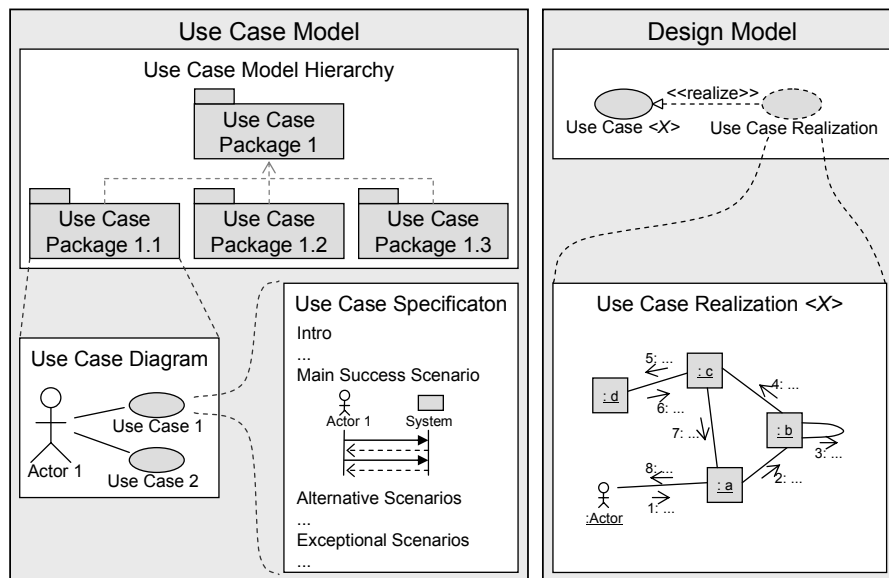 Use Case Model
Use Case Model Hierarchy
Use Case
Package 1
Use Case
Package 1.1
Use Case
Package 1.2
Use Case
Package 1.3
Use Case Diagram
Actor 1
Use Case 1
Use Case 2
Use Case Specificaton
Intro
...
Main Success Scenario
Actor 1
System
Alternative Scenarios
...
Exceptional Scenarios
...
Design Model
<<realize>>
Use Case <X>
Use Case Realization
Use Case Realization <X>
5: ...
: c
4: ...
: d
6: ...
7: ...
: b
3: ...
8: ...
: a
2: ...
1: ...
:Actor